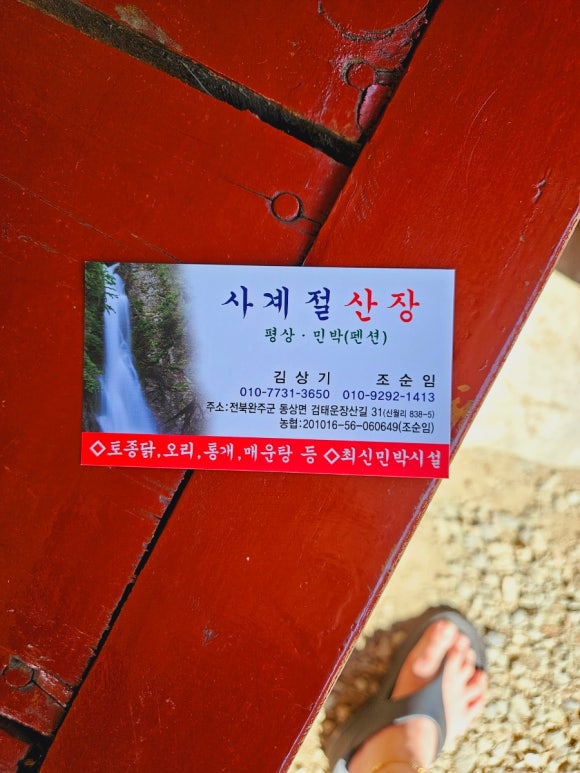 사계절산장
평상·민박(펜션)
김상기 조순임
010-7731-3650 010-9292-1413
주소:전북완주군 동상면 검태운장산길 31(신월리 838-5)
농협:201016-56-060649(조순임)
◇토종닭,오리,통개,매운탕 등 ◇최신민박시설